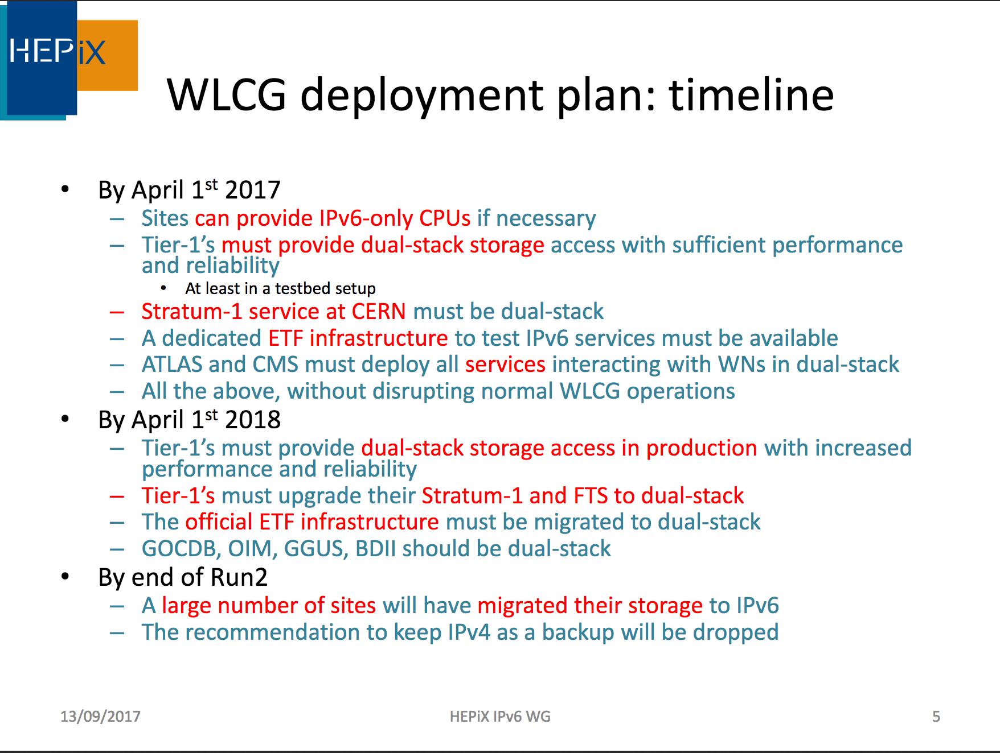 HEPiX
WLCG deployment plan: timeline
• By April 1st 2017
– Sites can provide IPv6-only CPUs if necessary
– Tier-1’s must provide dual-stack storage access with sufficient performance
and reliability
• At least in a testbed setup
– Stratum-1 service at CERN must be dual-stack
– A dedicated ETF infrastructure to test IPv6 services must be available
– ATLAS and CMS must deploy all services interacting with WNs in dual-stack
– All the above, without disrupting normal WLCG operations
• By April 1st 2018
– Tier-1’s must provide dual-stack storage access in production with increased
performance and reliability
– Tier-1’s must upgrade their Stratum-1 and FTS to dual-stack
– The official ETF infrastructure must be migrated to dual-stack
– GOCDB, OIM, GGUS, BDII should be dual-stack
• By end of Run2
– A large number of sites will have migrated their storage to IPv6
– The recommendation to keep IPv4 as a backup will be dropped
13/09/2017
HEPiX IPv6 WG
5